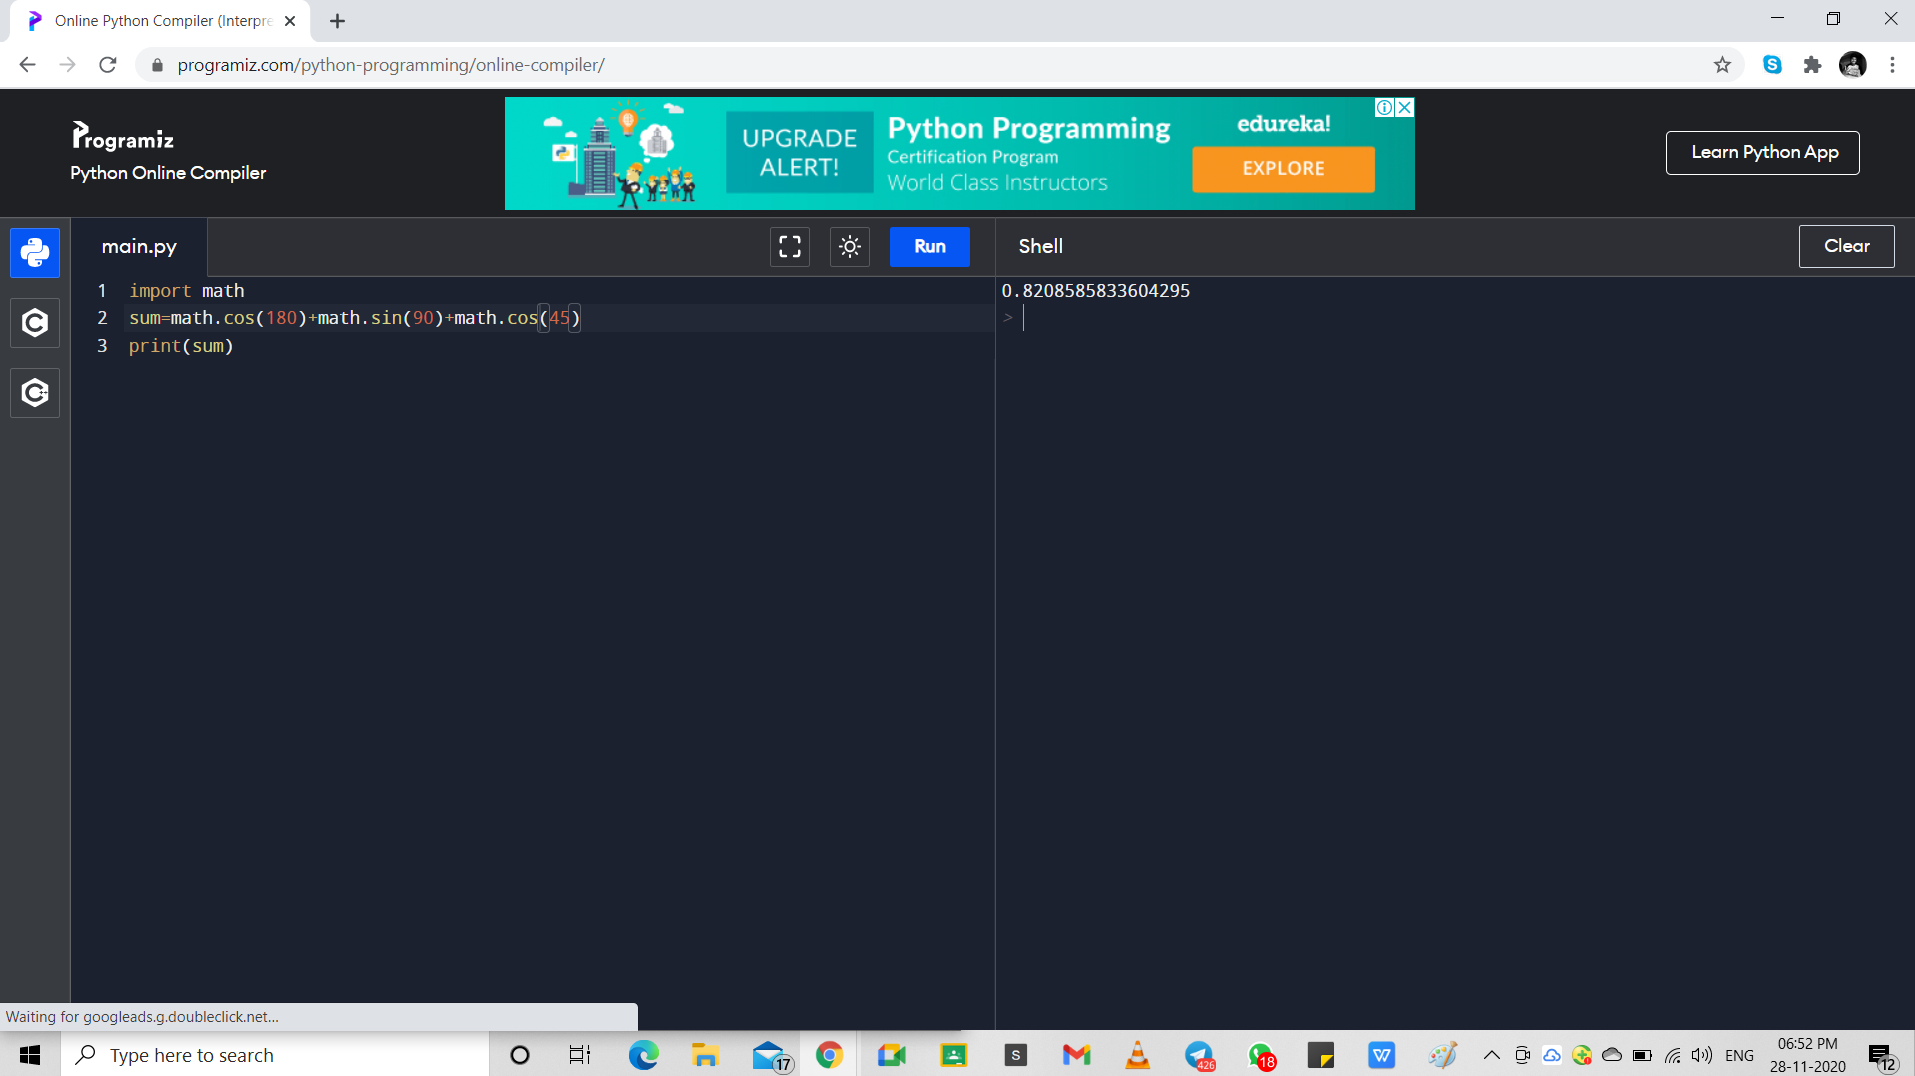 Online Python Compiler (Interpre
programiz.com/python-programming/online-compiler/
Programiz
Python Online Compiler
UPGRADE
ALERT!
Python Programming
Certification Program
World Class Instructors
edureka!
EXPLORE
Learn Python App
main.py
Run
Shell
Clear
1 import math
2 sum=math.cos(180)+math.sin(90)+math.cos(45)
3 print(sum)
0.8208585833604295
>
Waiting for googleads.g.doubleclick.net...
Type here to search
17
S
426
18
W
ENG
06:52 PM
28-11-2020
12